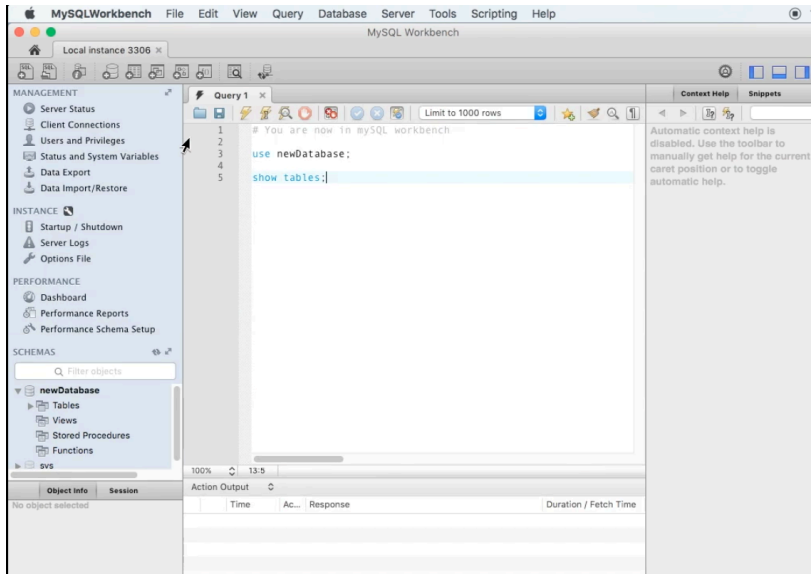 MySQLWorkbench File Edit View Query Database Server Tools Scripting Help
MySQL Workbench
Local instance 3306 ×
MANAGEMENT
Server Status
Client Connections
Users and Privileges
Status and System Variables
Data Export
Data Import/Restore
INSTANCE
Startup / Shutdown
Server Logs
Options File
PERFORMANCE
Dashboard
Performance Reports
Performance Schema Setup
SCHEMAS
Filter objects
newDatabase
Tables
Views
Stored Procedures
Functions
sys
Object Info Session
No object selected
Query 1 ×
Limit to 1000 rows
1 # You are now in mySQL workbench
2
3 use newDatabase;
4
5 show tables;
100% 13:5
Action Output
Time Ac... Response Duration / Fetch Time
Context Help Snippets
Automatic context help is
disabled. Use the toolbar to
manually get help for the current
caret position or to toggle
automatic help.